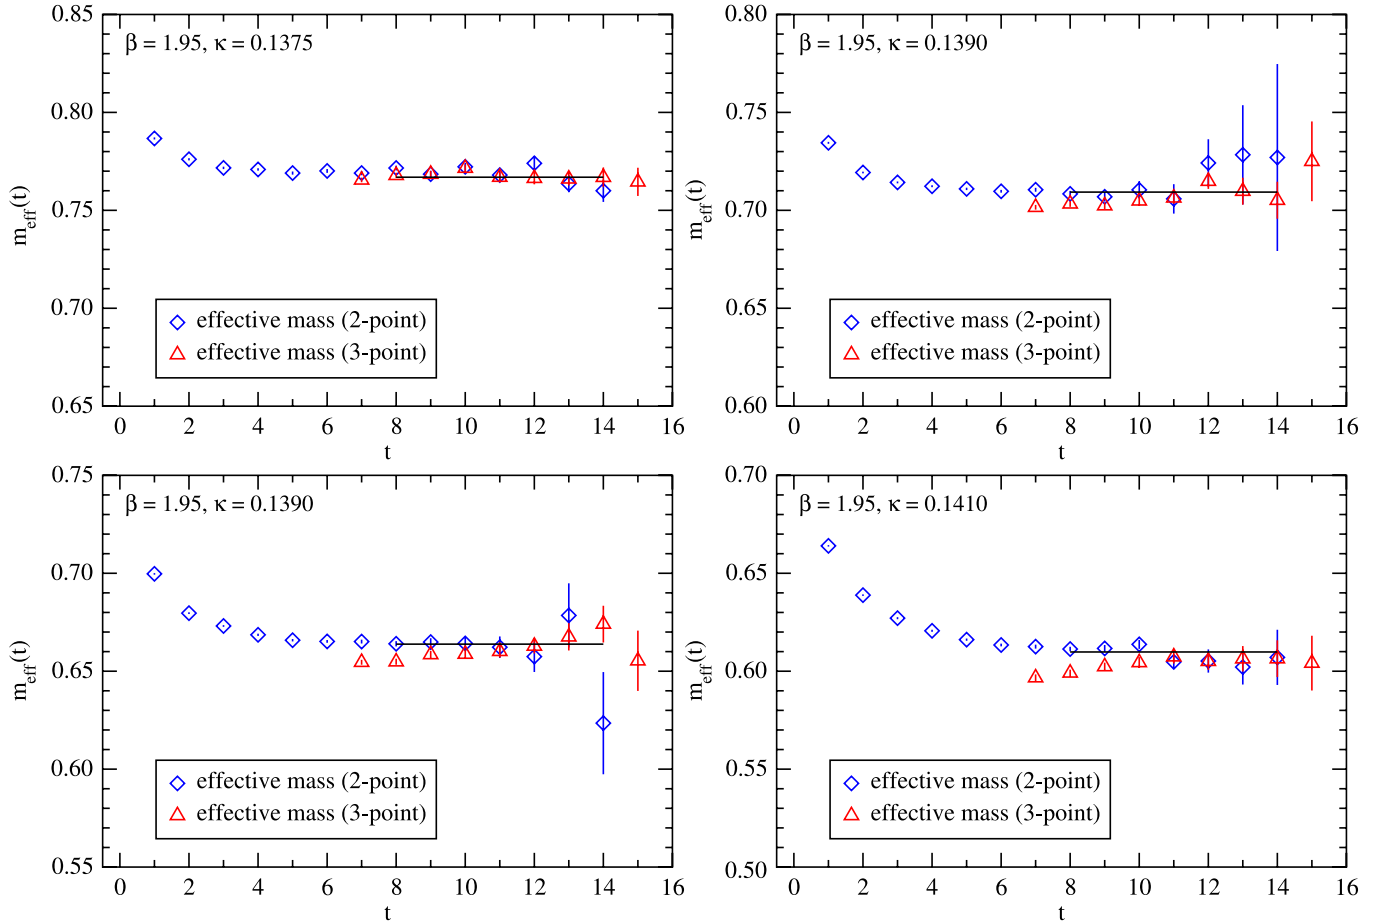 β = 1.95, κ = 0.1375
0.85
0.80
0.75
0.70
0.65
m_eff(t)
effective mass (2-point)
effective mass (3-point)
0 2 4 6 8 10 12 14 16
t
β = 1.95, κ = 0.1390
0.80
0.75
0.70
0.65
0.60
m_eff(t)
effective mass (2-point)
effective mass (3-point)
0 2 4 6 8 10 12 14 16
t
β = 1.95, κ = 0.1390
0.75
0.70
0.65
0.60
0.55
m_eff(t)
effective mass (2-point)
effective mass (3-point)
0 2 4 6 8 10 12 14 16
t
β = 1.95, κ = 0.1410
0.70
0.65
0.60
0.55
0.50
m_eff(t)
effective mass (2-point)
effective mass (3-point)
0 2 4 6 8 10 12 14 16
t